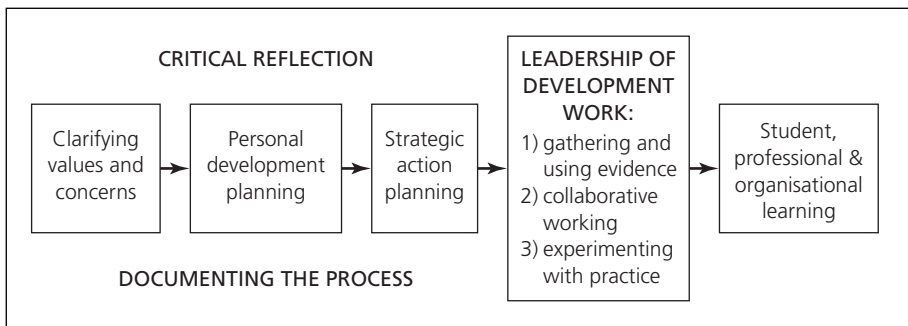 CRITICAL REFLECTION
Clarifying
values and
concerns
Personal
development
planning
Strategic
action
planning
LEADERSHIP OF
DEVELOPMENT
WORK:
1) gathering and
using evidence
2) collaborative
working
3) experimenting
with practice
Student,
professional &
organisational
learning
DOCUMENTING THE PROCESS